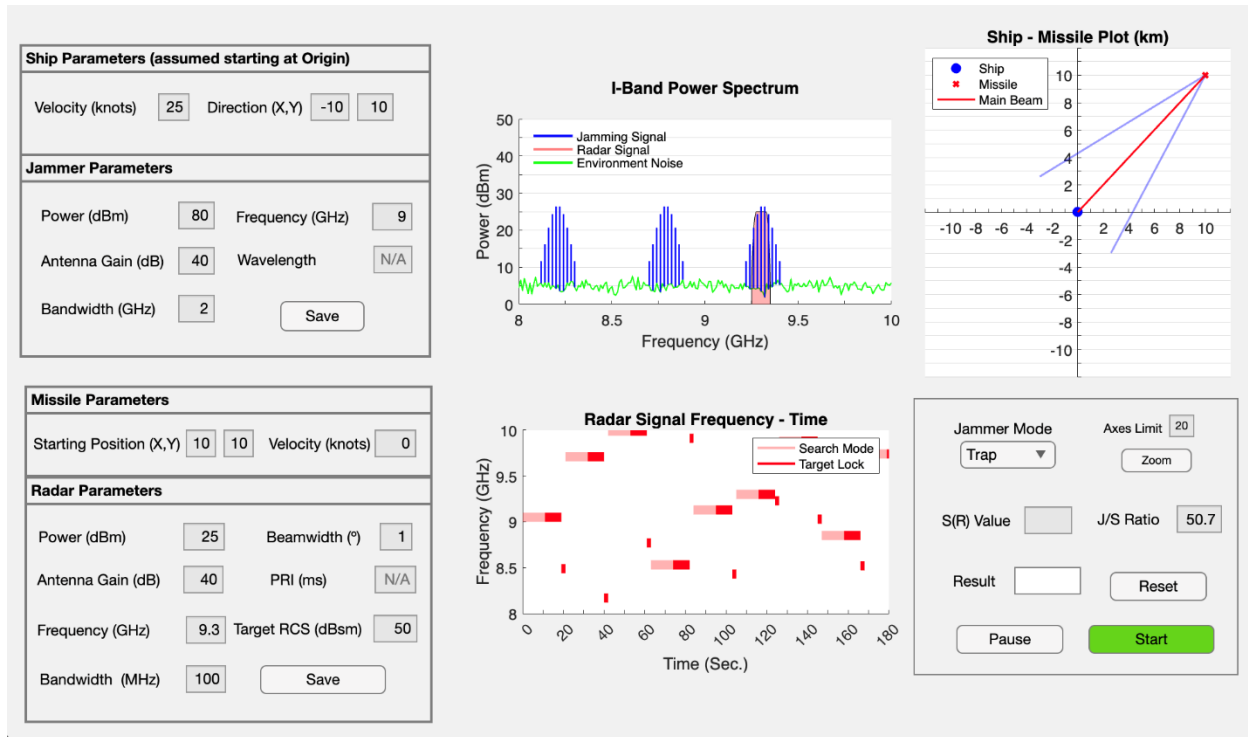 Ship Parameters (assumed starting at Origin)
Velocity (knots) 25 Direction (X,Y) -10 10
Jammer Parameters
Power (dBm) 80 Frequency (GHz) 9
Antenna Gain (dB) 40 Wavelength N/A
Bandwidth (GHz) 2 Save
Missile Parameters
Starting Position (X,Y) 10 10 Velocity (knots) 0
Radar Parameters
Power (dBm) 25 Beamwidth (º) 1
Antenna Gain (dB) 40 PRI (ms) N/A
Frequency (GHz) 9.3 Target RCS (dBsm) 50
Bandwidth (MHz) 100 Save
I-Band Power Spectrum
Jamming Signal
Radar Signal
Environment Noise
Power (dBm)
50
40
30
20
10
0
8 8.5 9 9.5 10
Frequency (GHz)
Radar Signal Frequency - Time
Search Mode
Target Lock
Frequency (GHz)
10
9.5
9
8.5
8
0 20 40 60 80 100 120 140 160 180
Time (Sec.)
Ship - Missile Plot (km)
Ship
Missile
Main Beam
10
8
6
4
2
-10 -8 -6 -4 -2 2 4 6 8 10
-2
-4
-6
-8
-10
Jammer Mode Axes Limit 20
Trap Zoom
S(R) Value J/S Ratio 50.7
Result Reset
Pause Start